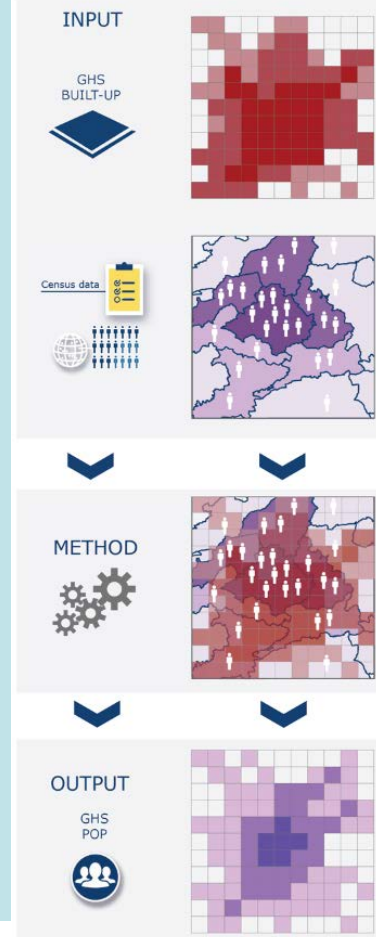 INPUT
GHS
BUILT-UP
Census data
METHOD
OUTPUT
GHS
POP